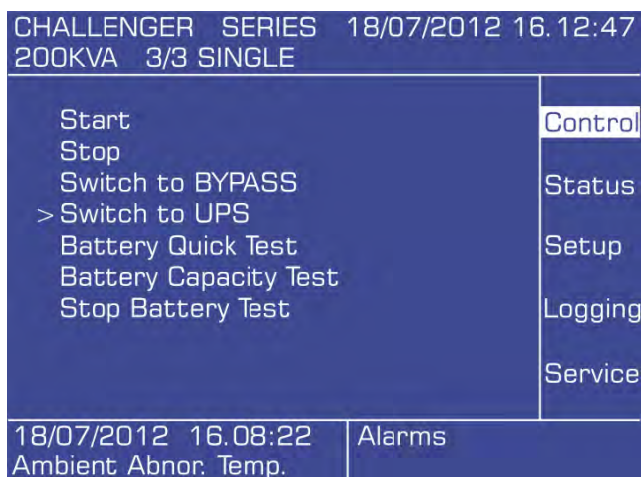 CHALLENGER SERIES 18/07/2012 16.12:47
200KVA 3/3 SINGLE
Start
Stop
Switch to BYPASS
> Switch to UPS
Battery Quick Test
Battery Capacity Test
Stop Battery Test
Control
Status
Setup
Logging
Service
18/07/2012 16.08:22
Ambient Abnor. Temp.
Alarms